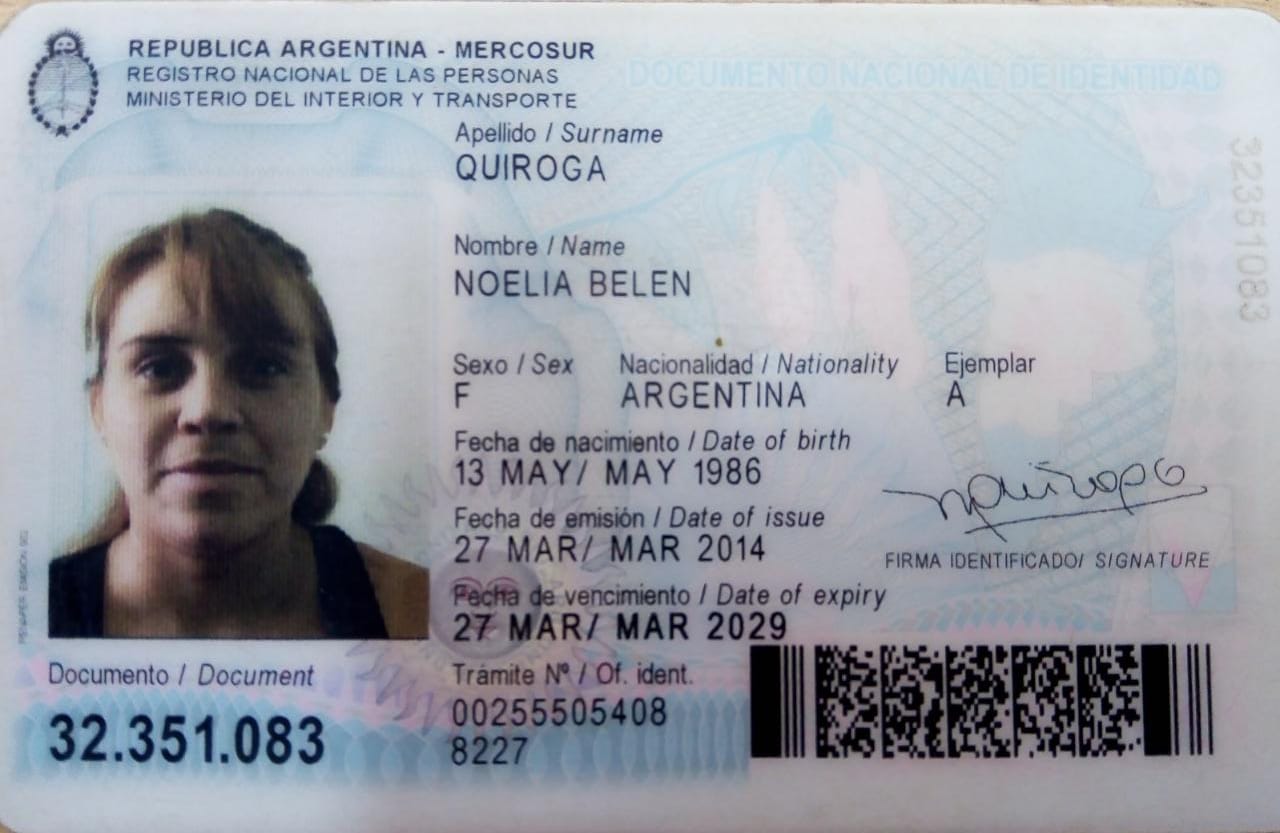 REPUBLICA ARGENTINA - MERCOSUR
REGISTRO NACIONAL DE LAS PERSONAS
MINISTERIO DEL INTERIOR Y TRANSPORTE
DOCUMENTO NACIONAL DE IDENTIDAD
Apellido / Surname
QUIROGA
Nombre / Name
NOELIA BELEN
Sexo / Sex Nacionalidad / Nationality Ejemplar
F ARGENTINA A
Fecha de nacimiento / Date of birth
13 MAY/ MAY 1986
Fecha de emisión / Date of issue
27 MAR/ MAR 2014
FIRMA IDENTIFICADO/ SIGNATURE
Fecha de vencimiento / Date of expiry
27 MAR/ MAR 2029
Documento / Document
32.351.083
Trámite Nº / Of. ident.
00255505408
8227
32351083